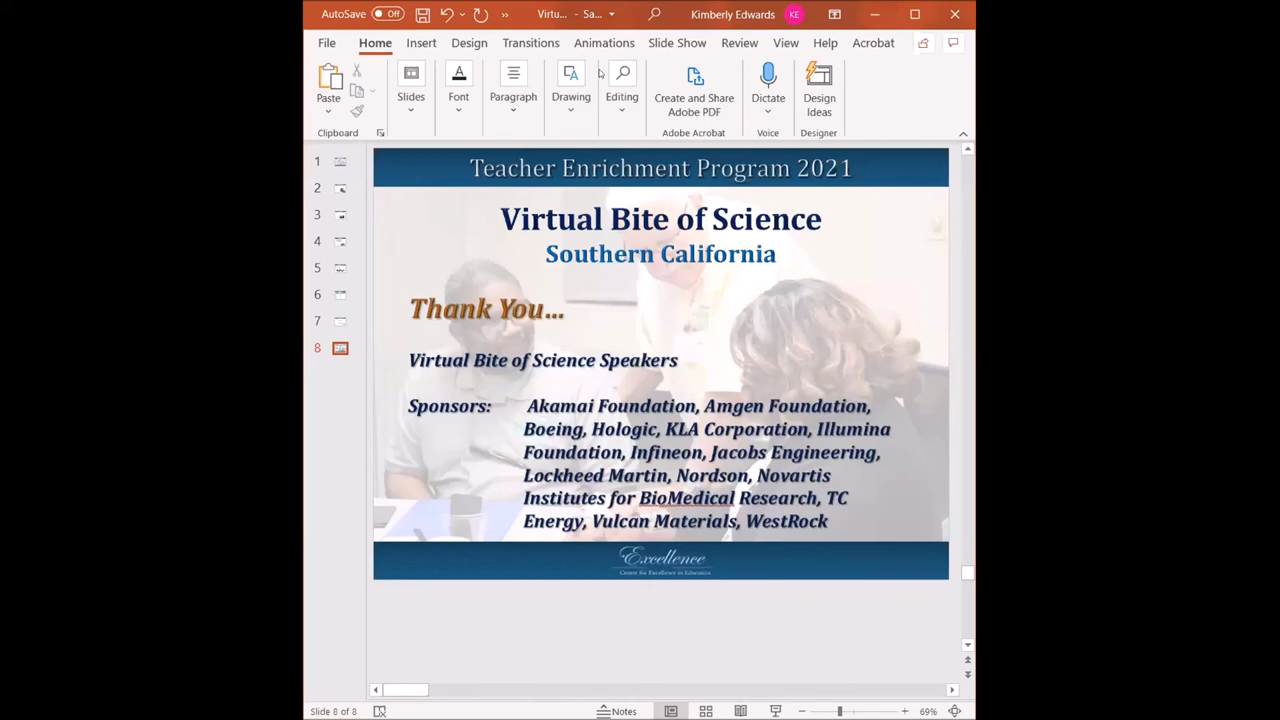 AutoSave Off Virtu... - Sa... Kimberly Edwards KE
File Home Insert Design Transitions Animations Slide Show Review View Help Acrobat
Paste Slides Font Paragraph Drawing Editing Create and Share Adobe PDF Dictate Design Ideas
Clipboard Adobe Acrobat Voice Designer
1
2
3
4
5
6
7
8
Teacher Enrichment Program 2021
Virtual Bite of Science
Southern California
Thank You...
Virtual Bite of Science Speakers
Sponsors: Akamai Foundation, Amgen Foundation,
Boeing, Hologic, KLA Corporation, Illumina
Foundation, Infineon, Jacobs Engineering,
Lockheed Martin, Nordson, Novartis
Institutes for BioMedical Research, TC
Energy, Vulcan Materials, WestRock
Excellence
Center for Excellence in Education
Slide 8 of 8 Notes 69%